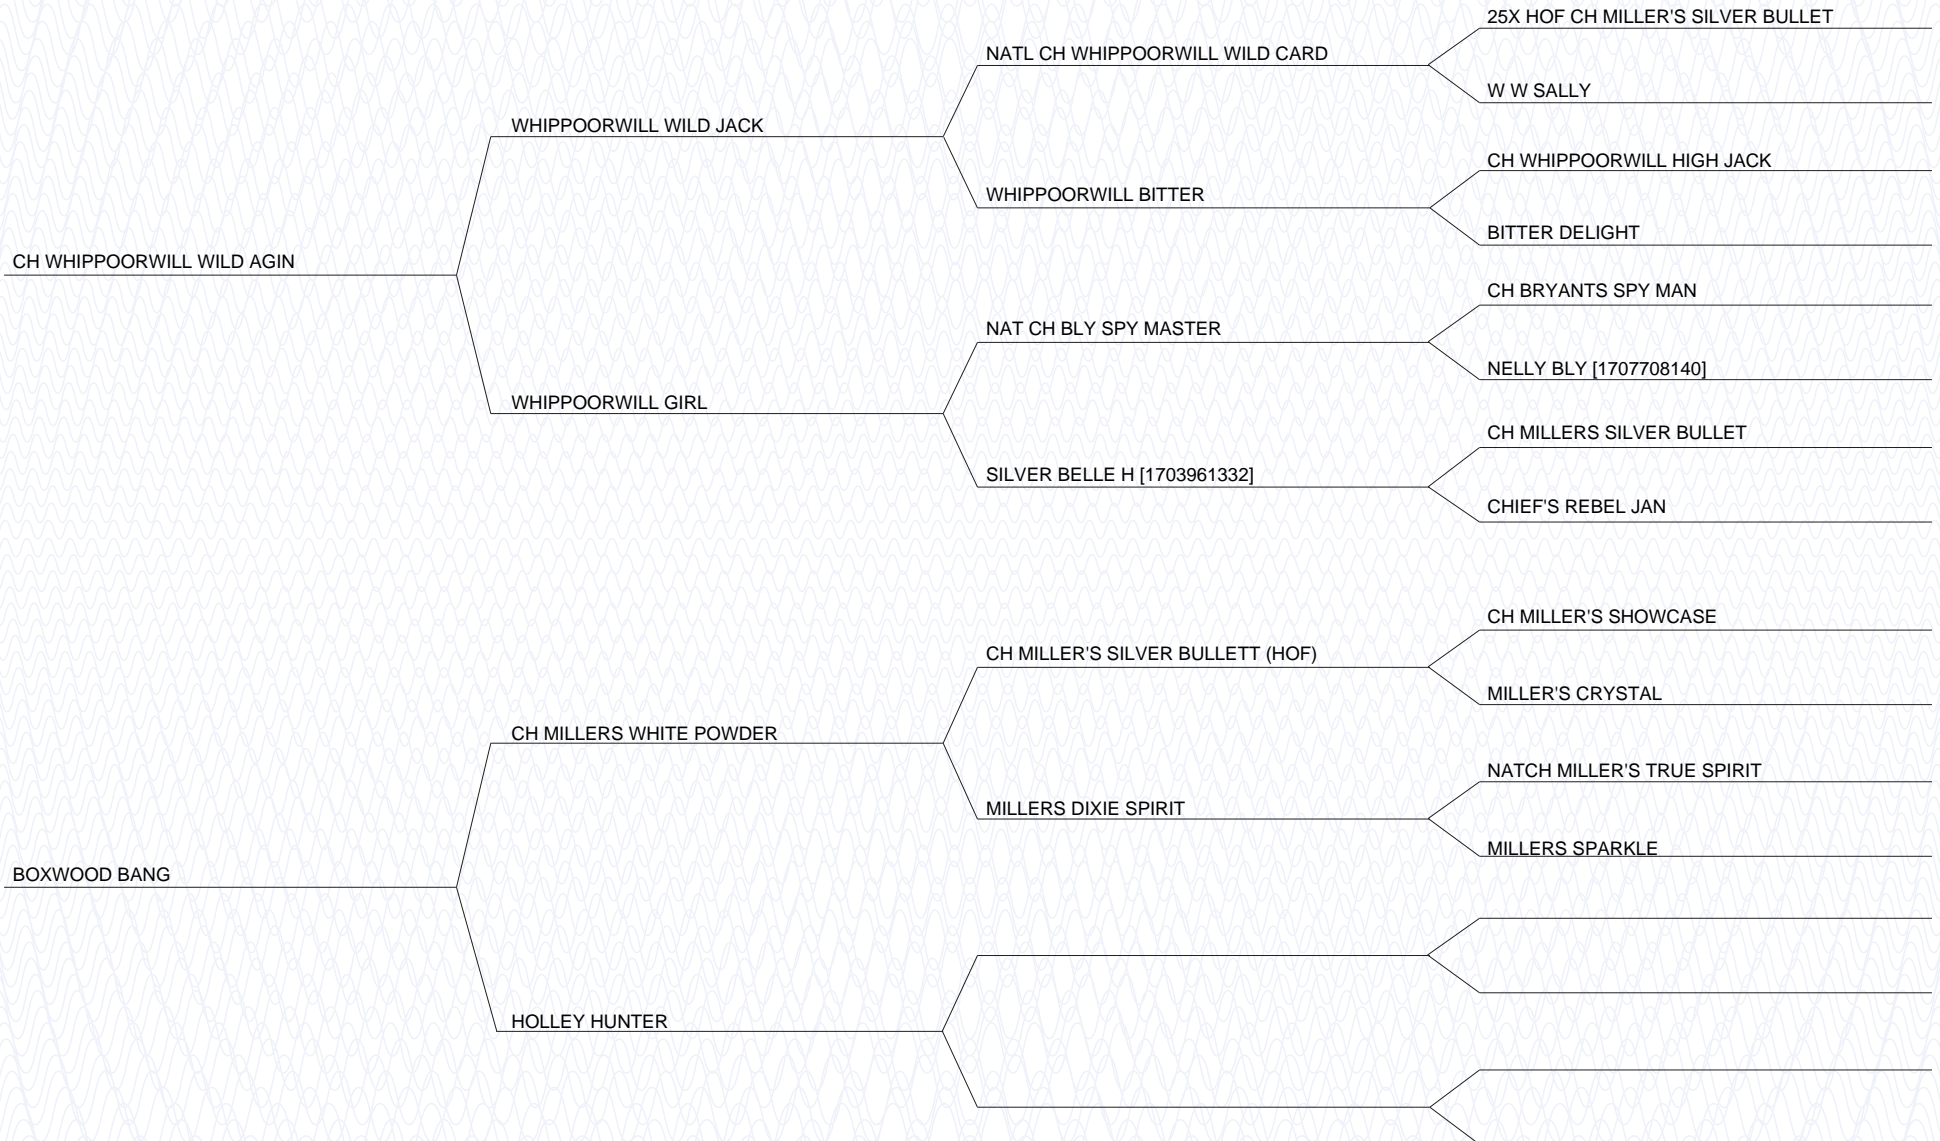 25X HOF CH MILLER'S SILVER BULLET
NATL CH WHIPPOORWILL WILD CARD
W W SALLY
WHIPPOORWILL WILD JACK
CH WHIPPOORWILL HIGH JACK
WHIPPOORWILL BITTER
BITTER DELIGHT
CH WHIPPOORWILL WILD AGIN
CH BRYANTS SPY MAN
NAT CH BLY SPY MASTER
NELLY BLY [1707708140]
WHIPPOORWILL GIRL
CH MILLERS SILVER BULLET
SILVER BELLE H [1703961332]
CHIEF'S REBEL JAN
CH MILLER'S SHOWCASE
CH MILLER'S SILVER BULLETT (HOF)
MILLER'S CRYSTAL
CH MILLERS WHITE POWDER
NATCH MILLER'S TRUE SPIRIT
MILLERS DIXIE SPIRIT
MILLERS SPARKLE
BOXWOOD BANG
HOLLEY HUNTER